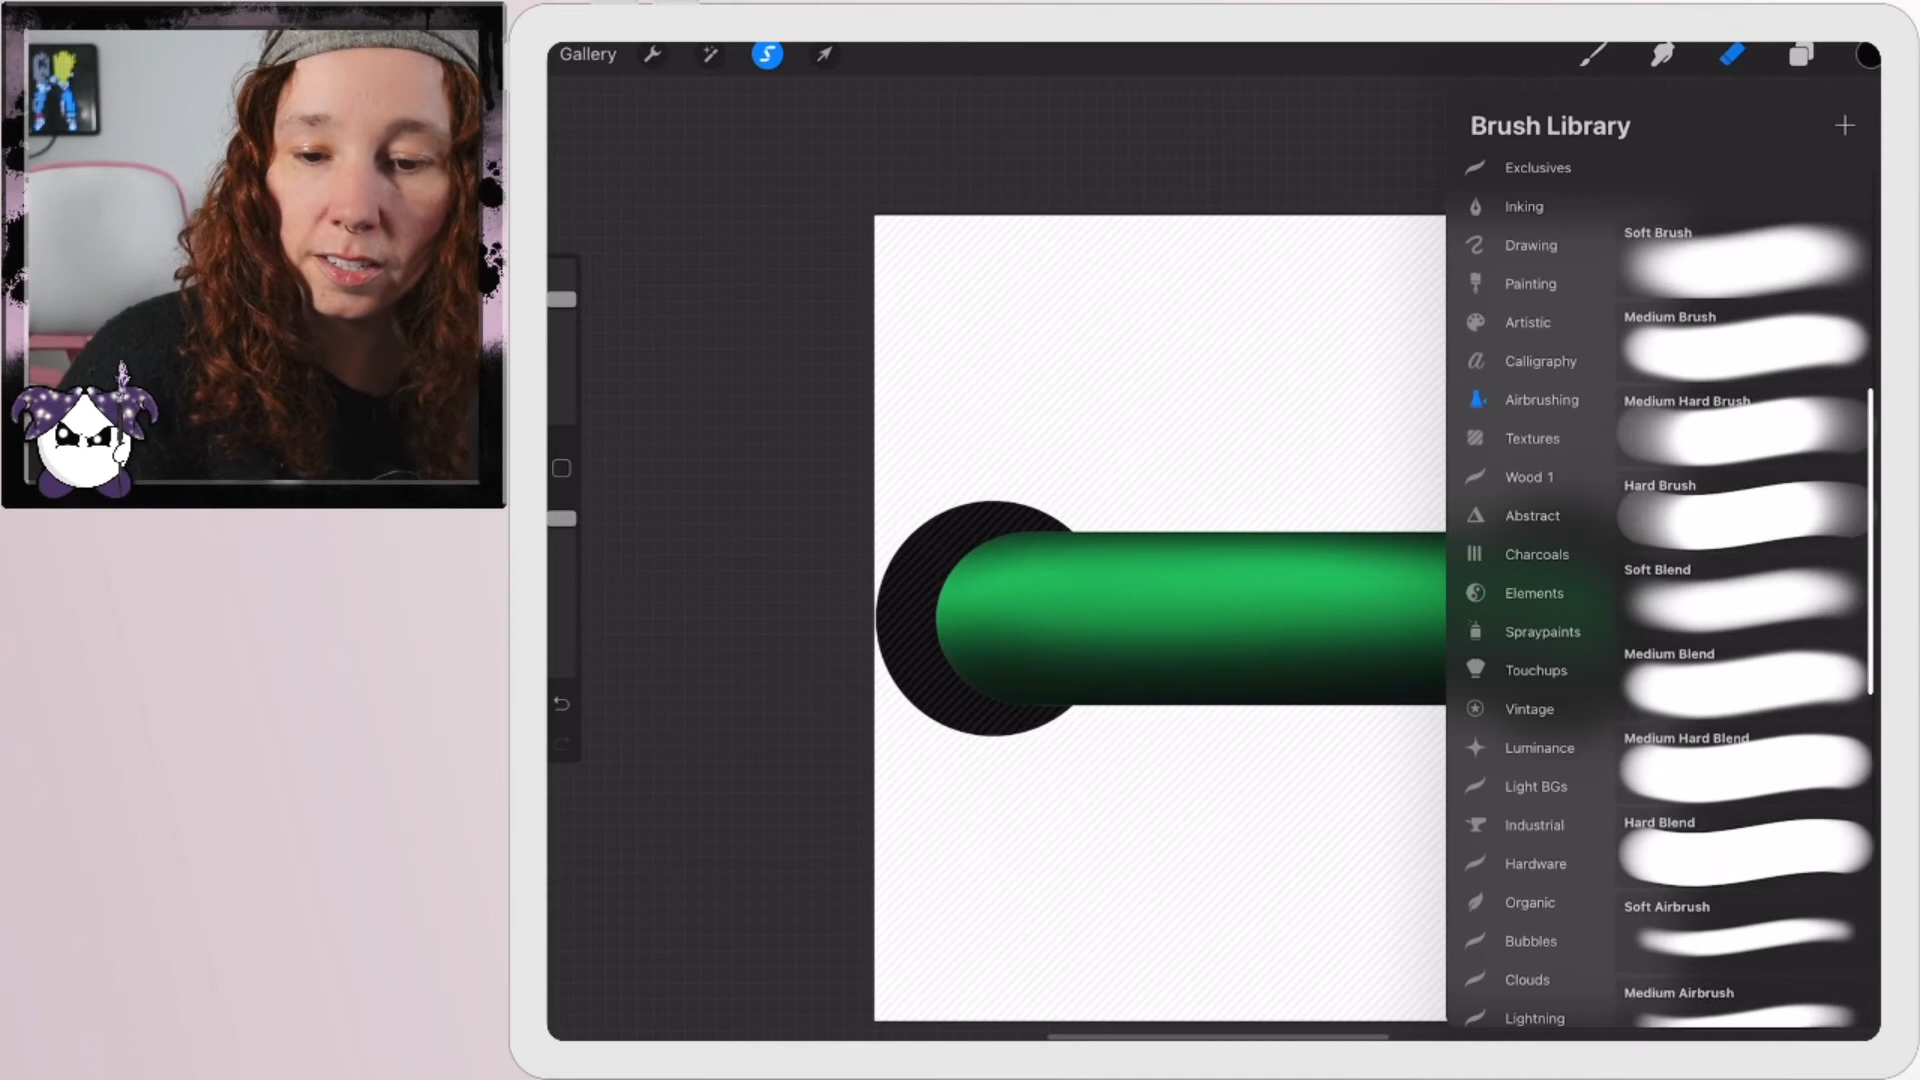 Gallery
Brush Library
Exclusives
Inking
Drawing
Painting
Artistic
Calligraphy
Airbrushing
Textures
Wood 1
Abstract
Charcoals
Elements
Spraypaints
Touchups
Vintage
Luminance
Light BGs
Industrial
Hardware
Organic
Bubbles
Clouds
Lightning
Soft Brush
Medium Brush
Medium Hard Brush
Hard Brush
Soft Blend
Medium Blend
Medium Hard Blend
Hard Blend
Soft Airbrush
Medium Airbrush